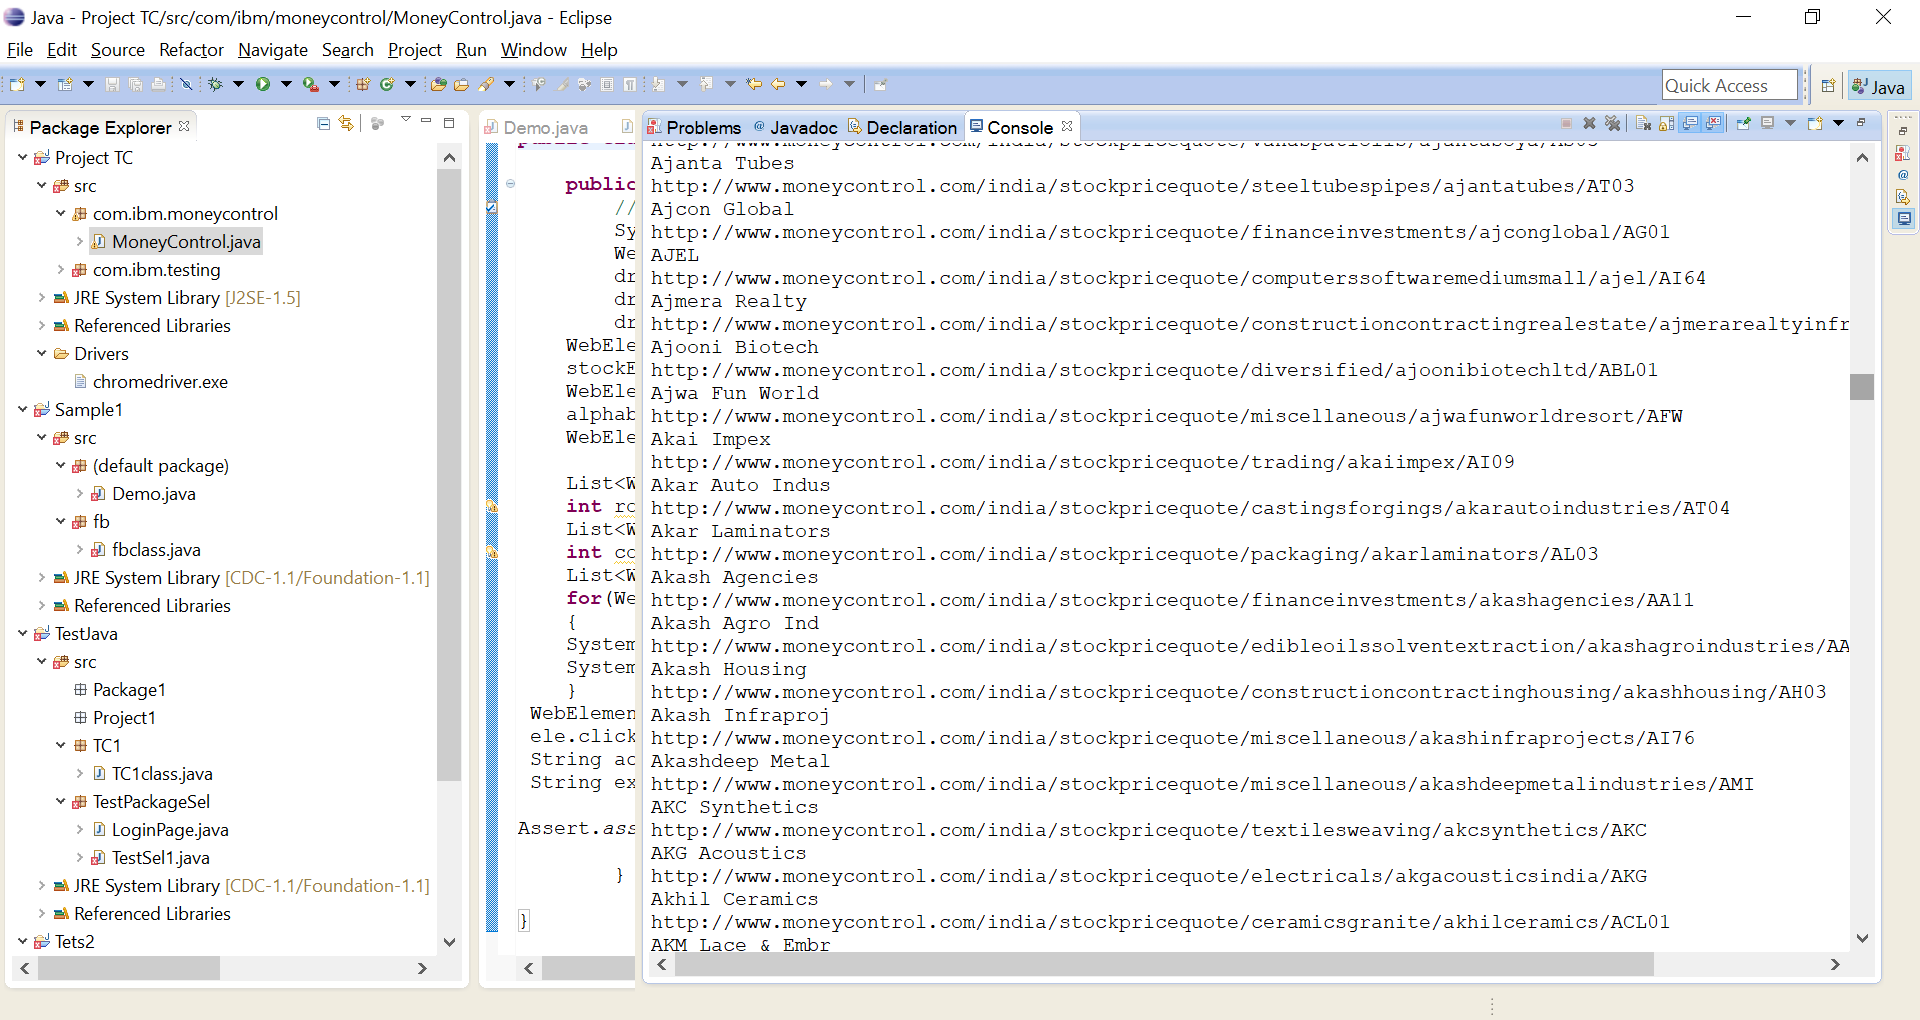 Java - Project TC/src/com/ibm/moneycontrol/MoneyControl.java - Eclipse
File Edit Source Refactor Navigate Search Project Run Window Help
Quick Access
Java
Package Explorer
Project TC
src
com.ibm.moneycontrol
MoneyControl.java
com.ibm.testing
JRE System Library [J2SE-1.5]
Referenced Libraries
Drivers
chromedriver.exe
Sample1
src
(default package)
Demo.java
fb
fbclass.java
JRE System Library [CDC-1.1/Foundation-1.1]
Referenced Libraries
TestJava
src
Package1
Project1
TC1
TC1class.java
TestPackageSel
LoginPage.java
TestSel1.java
JRE System Library [CDC-1.1/Foundation-1.1]
Referenced Libraries
Tets2
Demo.java
public
//
Sy
We
dr
dr
dr
WebEle
stockE
WebEle
alphab
WebEle
List<W
int ro
List<W
int co
List<W
for(We
{
System
System
}
WebElemen
ele.click
String ac
String ex
Assert.ass
}
}
Problems @ Javadoc Declaration Console
Ajanta Tubes
http://www.moneycontrol.com/india/stockpricequote/steeltubespipes/ajantatubes/AT03
Ajcon Global
http://www.moneycontrol.com/india/stockpricequote/financeinvestments/ajconglobal/AG01
AJEL
http://www.moneycontrol.com/india/stockpricequote/computerssoftwaremediumsmall/ajel/AI64
Ajmera Realty
http://www.moneycontrol.com/india/stockpricequote/constructioncontractingrealestate/ajmerarealtyinfr
Ajooni Biotech
http://www.moneycontrol.com/india/stockpricequote/diversified/ajoonibiotechltd/ABL01
Ajwa Fun World
http://www.moneycontrol.com/india/stockpricequote/miscellaneous/ajwafunworldresort/AFW
Akai Impex
http://www.moneycontrol.com/india/stockpricequote/trading/akaiimpex/AI09
Akar Auto Indus
http://www.moneycontrol.com/india/stockpricequote/castingsforgings/akarautoindustries/AT04
Akar Laminators
http://www.moneycontrol.com/india/stockpricequote/packaging/akarlaminators/AL03
Akash Agencies
http://www.moneycontrol.com/india/stockpricequote/financeinvestments/akashagencies/AA11
Akash Agro Ind
http://www.moneycontrol.com/india/stockpricequote/edibleoilssolventextraction/akashagroindustries/AA
Akash Housing
http://www.moneycontrol.com/india/stockpricequote/constructioncontractinghousing/akashhousing/AH03
Akash Infraproj
http://www.moneycontrol.com/india/stockpricequote/miscellaneous/akashinfraprojects/AI76
Akashdeep Metal
http://www.moneycontrol.com/india/stockpricequote/miscellaneous/akashdeepmetalindustries/AMI
AKC Synthetics
http://www.moneycontrol.com/india/stockpricequote/textilesweaving/akcsynthetics/AKC
AKG Acoustics
http://www.moneycontrol.com/india/stockpricequote/electricals/akgacousticsindia/AKG
Akhil Ceramics
http://www.moneycontrol.com/india/stockpricequote/ceramicsgranite/akhilceramics/ACL01
AKM Lace & Embr